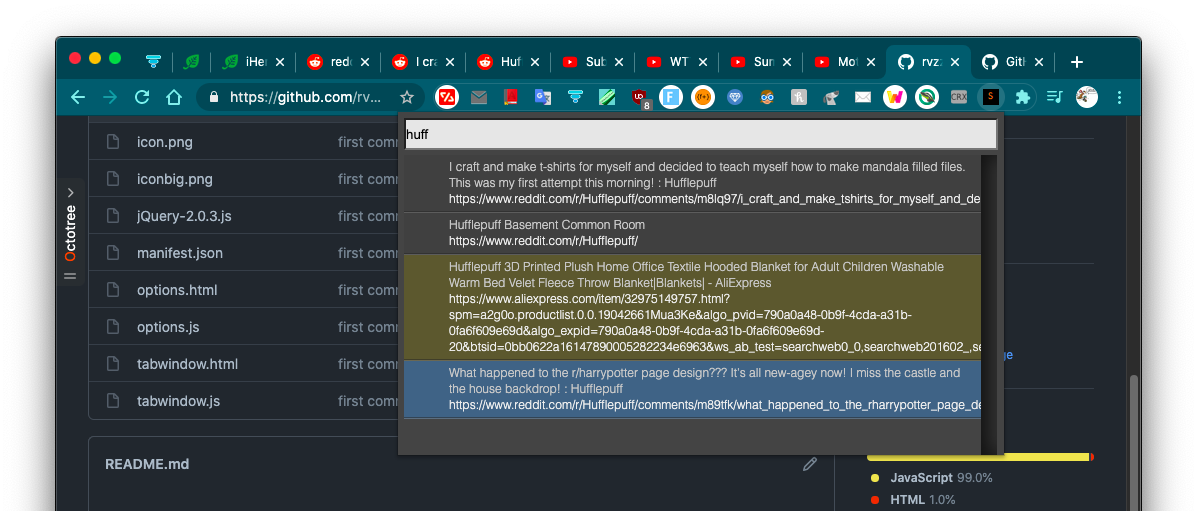 iHer
redd
I cra
Huf
Sub
WT
Sur
Mot
rvzz
GitH
https://github.com/rv...
8
CRX
S
huff
I craft and make t-shirts for myself and decided to teach myself how to make mandala filled files.
This was my first attempt this morning! : Hufflepuff
https://www.reddit.com/r/Hufflepuff/comments/m8lq97/i_craft_and_make_tshirts_for_myself_and_de
Hufflepuff Basement Common Room
https://www.reddit.com/r/Hufflepuff/
Hufflepuff 3D Printed Plush Home Office Textile Hooded Blanket for Adult Children Washable
Warm Bed Velet Fleece Throw Blanket|Blankets| - AliExpress
https://www.aliexpress.com/item/32975149757.html?
spm=a2g0o.productlist.0.0.19042661Mua3Ke&algo_pvid=790a0a48-0b9f-4cda-a31b-
0fa6f609e69d&algo_expid=790a0a48-0b9f-4cda-a31b-0fa6f609e69d-
20&btsid=0bb0622a16147890005282234e6963&ws_ab_test=searchweb0_0,searchweb201602_,se
What happened to the r/harrypotter page design??? It's all new-agey now! I miss the castle and
the house backdrop! : Hufflepuff
https://www.reddit.com/r/Hufflepuff/comments/m89tfk/what_happened_to_the_rharrypotter_page_de
Octotree
icon.png first comm
iconbig.png first comm
jQuery-2.0.3.js first comm
manifest.json first comm
options.html first comm
options.js first comm
tabwindow.html first comm
tabwindow.js first comm
README.md
ge
JavaScript 99.0%
HTML 1.0%